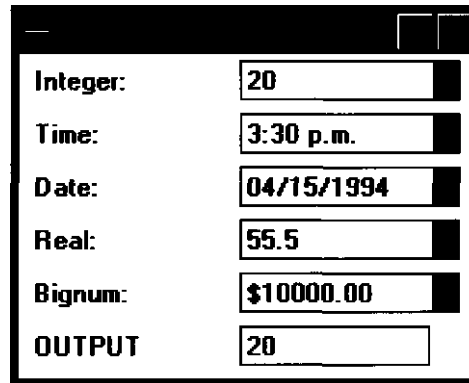 Integer: 20
Time: 3:30 p.m.
Date: 04/15/1994
Real: 55.5
Bignum: $10000.00
OUTPUT 20